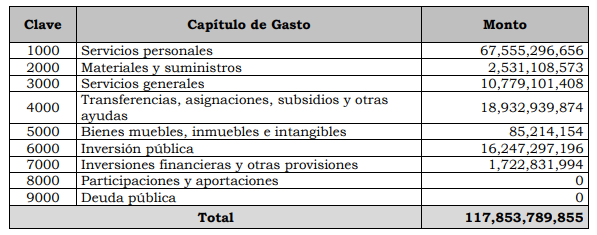 Clave Capítulo de Gasto Monto
1000 Servicios personales 67,555,296,656
2000 Materiales y suministros 2,531,108,573
3000 Servicios generales 10,779,101,408
4000 Transferencias, asignaciones, subsidios y otras ayudas 18,932,939,874
5000 Bienes muebles, inmuebles e intangibles 85,214,154
6000 Inversión pública 16,247,297,196
7000 Inversiones financieras y otras provisiones 1,722,831,994
8000 Participaciones y aportaciones 0
9000 Deuda pública 0
Total 117,853,789,855